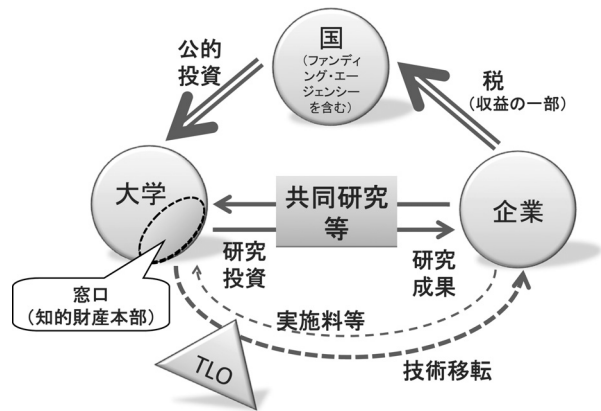 国
(ファンディ
ング・エー
ジェンシー
を含む)
公的
投資
税
(収益の一部)
大学
共同研究
等
企業
研究
投資
研究
成果
窓口
(知的財産本部)
実施料等
技術移転
TLO